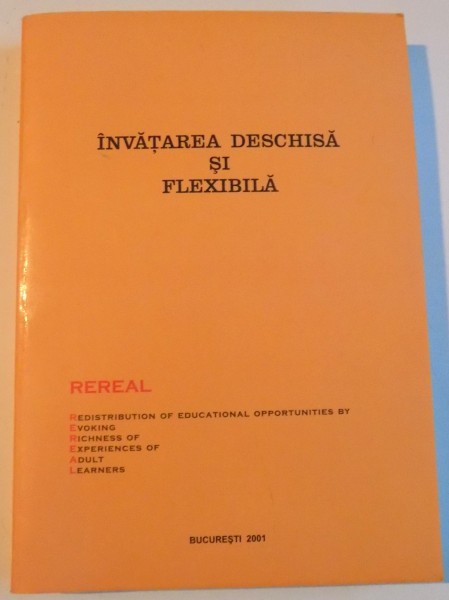 ÎNVĂȚAREA DESCHISĂ
ȘI
FLEXIBILĂ
REREAL
REDISTRIBUTION OF EDUCATIONAL OPPORTUNITIES BY
EVOKING
RICHNESS OF
EXPERIENCES OF
ADULT
LEARNERS
BUCUREȘTI 2001